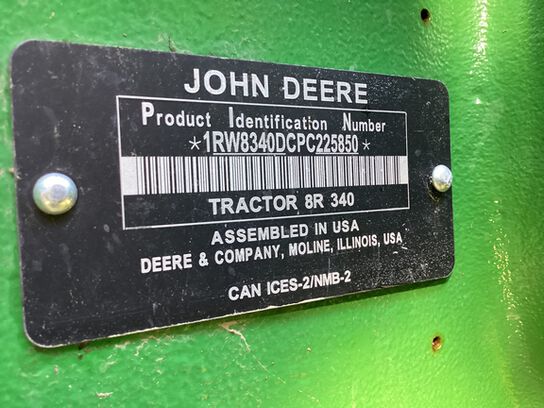 JOHN DEERE
Product Identification Number
*1RW8340DCPC225850*
TRACTOR 8R 340
ASSEMBLED IN USA
DEERE & COMPANY, MOLINE, ILLINOIS, USA
CAN ICES-2/NMB-2